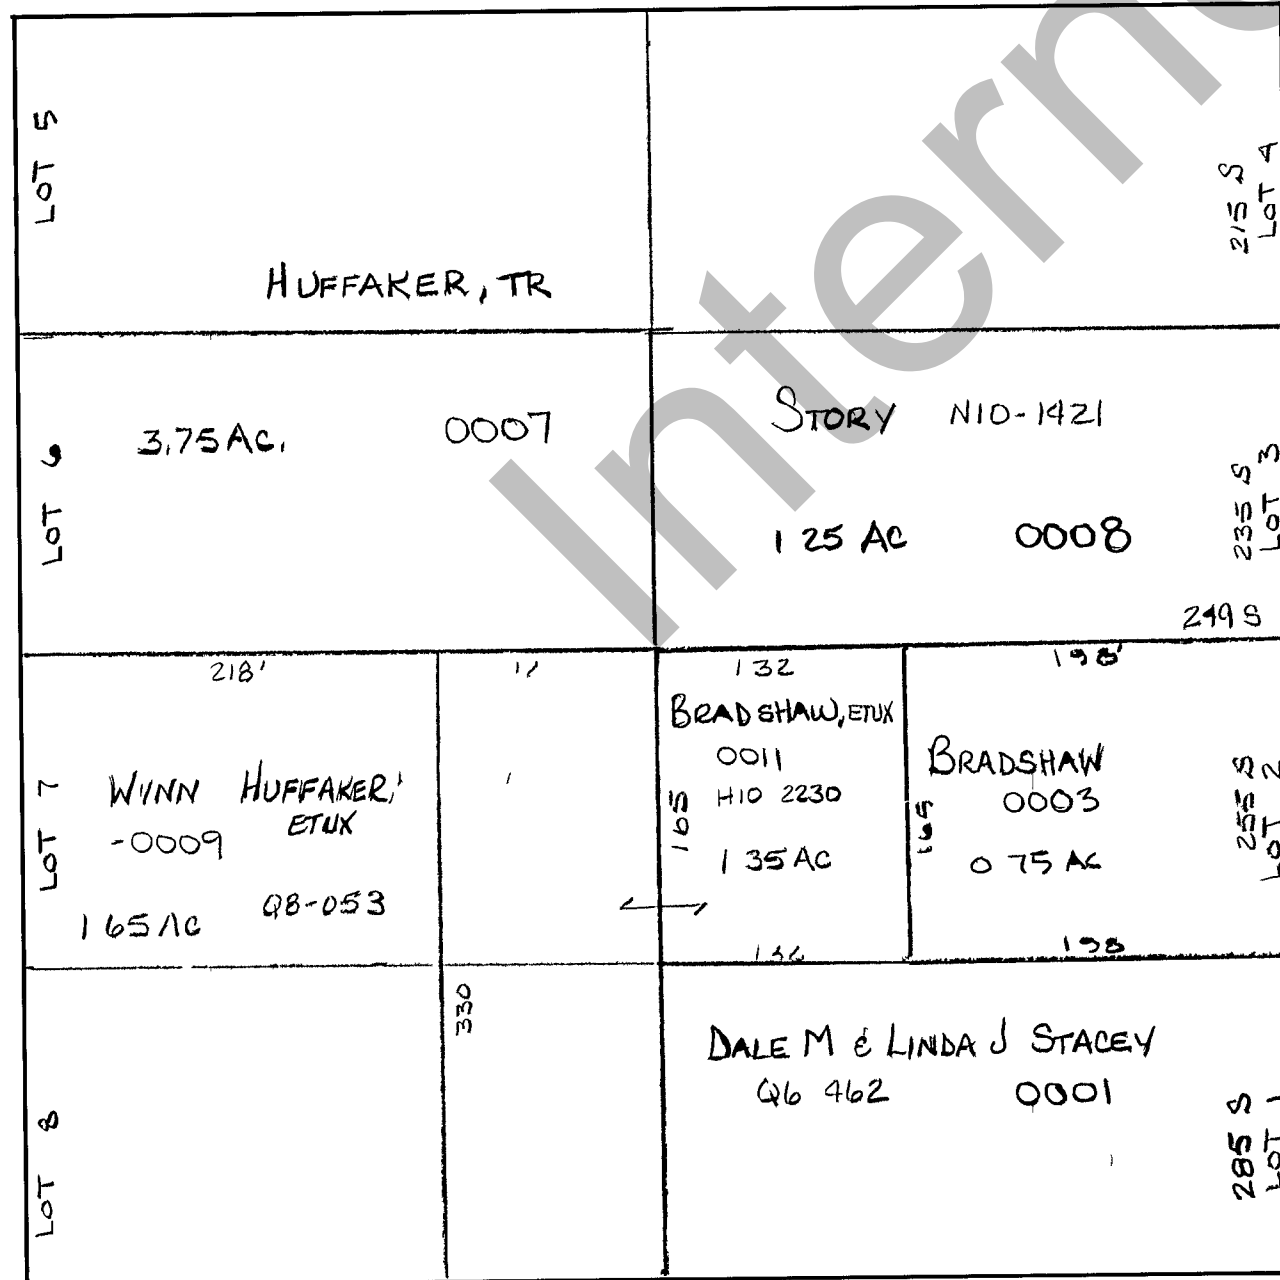 LOT 5
HUFFAKER, TR
215 S
LOT 4
Intern
LOT 6
3.75 AC.
0007
STORY N10-1421
1 25 AC 0008
235 S
LOT 3
249 S
218'
132
198'
LOT 7
WYNN HUFFAKER,
ETUX
-0009
Q8-053
1 65 AC
BRADSHAW, ETUX
0011
H10 2230
165
1 35 AC
BRADSHAW
0003
165
0 75 AC
255 S
LOT 2
198
LOT 8
330
DALE M & LINDA J STACEY
Q6 462 0001
285 S
LOT 1